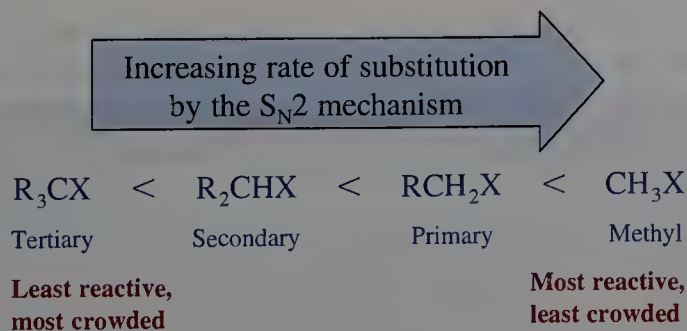 Increasing rate of substitution
by the SN2 mechanism
R3CX < R2CHX < RCH2X < CH3X
Tertiary Secondary Primary Methyl
Least reactive, Most reactive,
most crowded least crowded